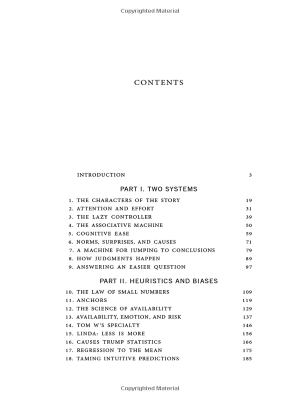 Copyrighted Material
CONTENTS
INTRODUCTION 3
PART I. TWO SYSTEMS
1. THE CHARACTERS OF THE STORY 19
2. ATTENTION AND EFFORT 31
3. THE LAZY CONTROLLER 39
4. THE ASSOCIATIVE MACHINE 50
5. COGNITIVE EASE 59
6. NORMS, SURPRISES, AND CAUSES 71
7. A MACHINE FOR JUMPING TO CONCLUSIONS 79
8. HOW JUDGMENTS HAPPEN 89
9. ANSWERING AN EASIER QUESTION 97
PART II. HEURISTICS AND BIASES
10. THE LAW OF SMALL NUMBERS 109
11. ANCHORS 119
12. THE SCIENCE OF AVAILABILITY 129
13. AVAILABILITY, EMOTION, AND RISK 137
14. TOM W'S SPECIALTY 146
15. LINDA: LESS IS MORE 156
16. CAUSES TRUMP STATISTICS 166
17. REGRESSION TO THE MEAN 175
18. TAMING INTUITIVE PREDICTIONS 185
Copyrighted Material